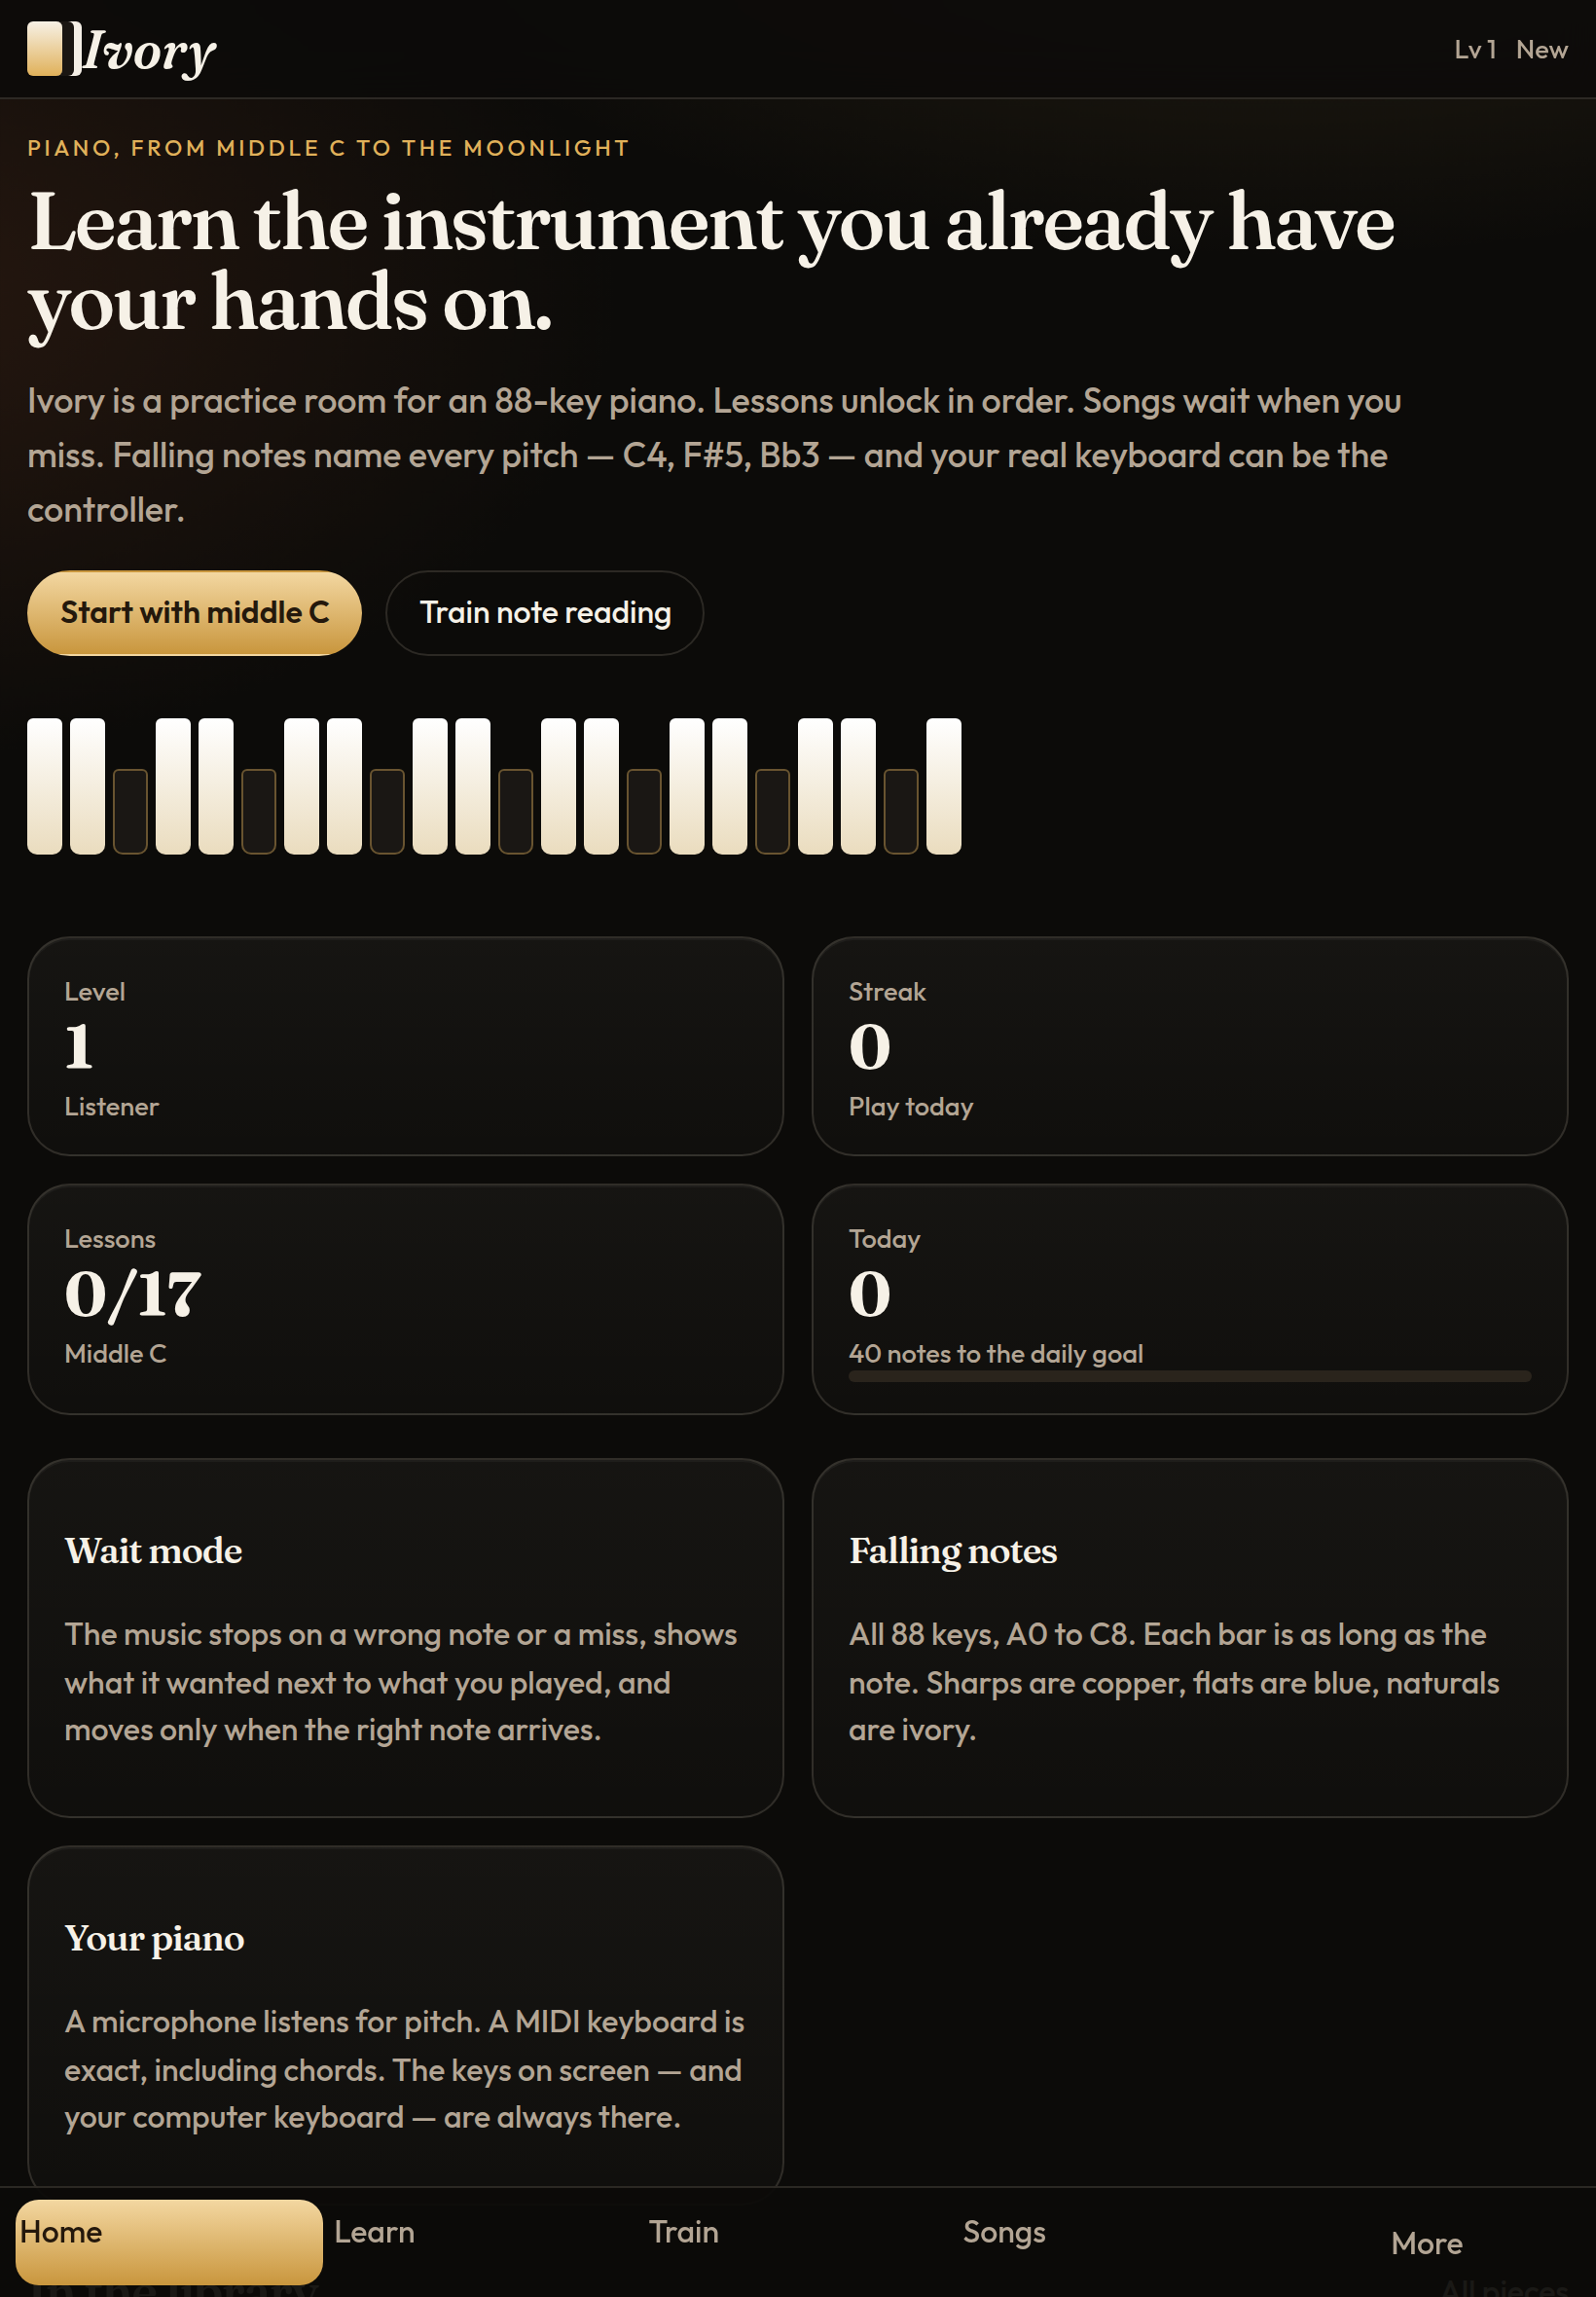 Ivory
Lv 1 New
PIANO, FROM MIDDLE C TO THE MOONLIGHT
Learn the instrument you already have
your hands on.
Ivory is a practice room for an 88-key piano. Lessons unlock in order. Songs wait when you
miss. Falling notes name every pitch — C4, F#5, Bb3 — and your real keyboard can be the
controller.
Start with middle C
Train note reading
Level
1
Listener
Streak
0
Play today
Lessons
0/17
Middle C
Today
0
40 notes to the daily goal
Wait mode
The music stops on a wrong note or a miss, shows
what it wanted next to what you played, and
moves only when the right note arrives.
Falling notes
All 88 keys, A0 to C8. Each bar is as long as the
note. Sharps are copper, flats are blue, naturals
are ivory.
Your piano
A microphone listens for pitch. A MIDI keyboard is
exact, including chords. The keys on screen — and
your computer keyboard — are always there.
Home
Learn
Train
Songs
More
In the library
All pieces